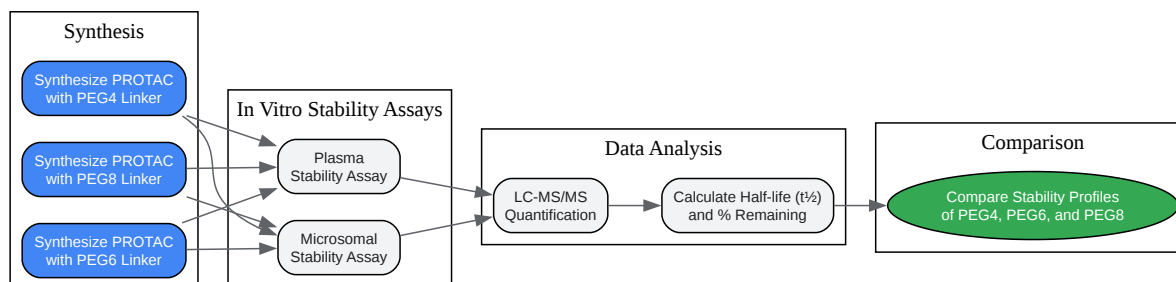 Synthesis
Synthesize PROTAC
with PEG4 Linker
Synthesize PROTAC
with PEG8 Linker
Synthesize PROTAC
with PEG6 Linker
In Vitro Stability Assays
Plasma
Stability Assay
Microsomal
Stability Assay
Data Analysis
LC-MS/MS
Quantification
Calculate Half-life (t½)
and % Remaining
Comparison
Compare Stability Profiles
of PEG4, PEG6, and PEG8